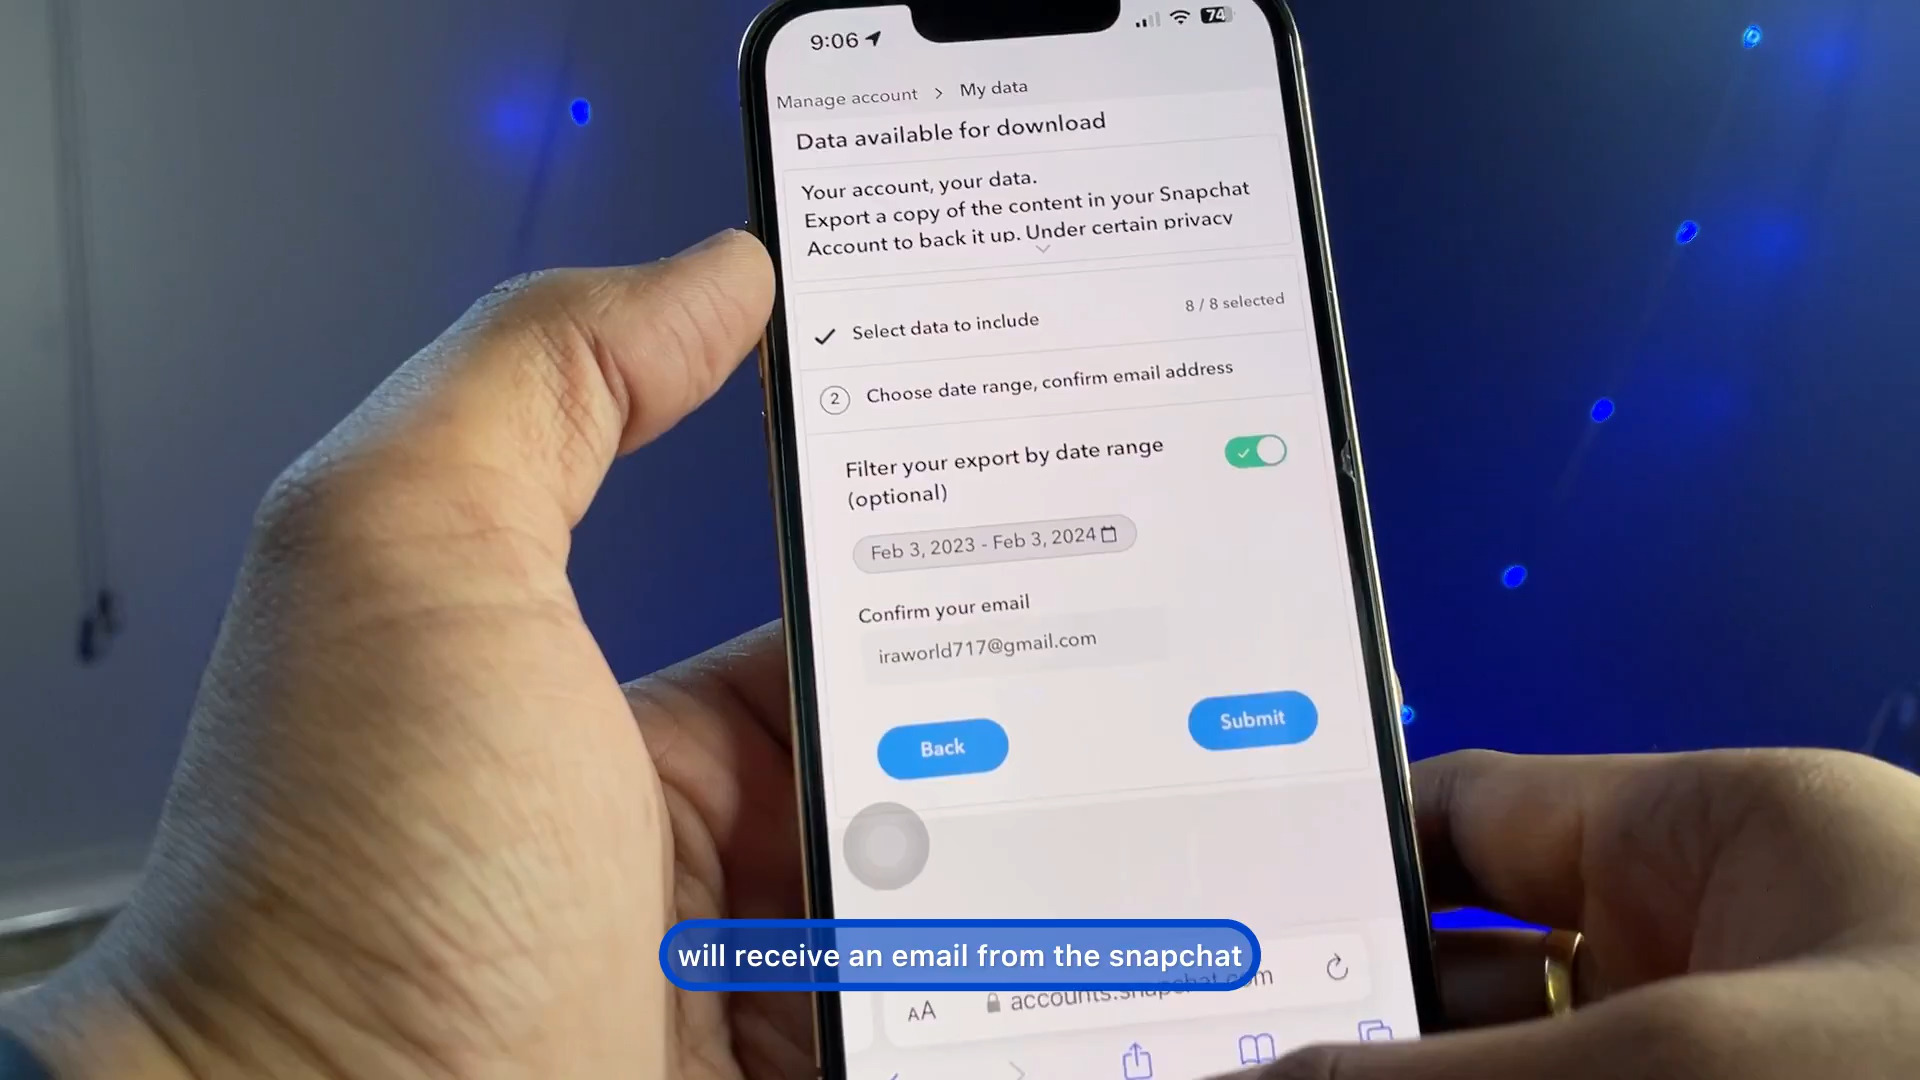 9:06
74
Manage account > My data
Data available for download
Your account, your data.
Export a copy of the content in your Snapchat
Account to back it up. Under certain privacy
Select data to include
8 / 8 selected
2 Choose date range, confirm email address
Filter your export by date range
(optional)
Feb 3, 2023 - Feb 3, 2024
Confirm your email
iraworld717@gmail.com
Back
Submit
will receive an email from the snapchat
AA accounts.snapchat.com